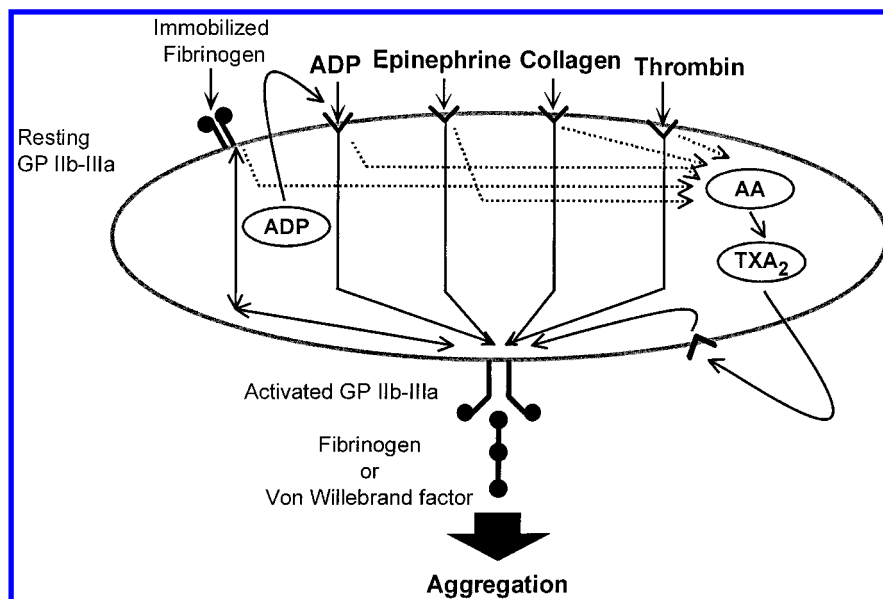 Immobilized
Fibrinogen
ADP
Epinephrine
Collagen
Thrombin
Resting
GP IIb-IIIa
ADP
AA
TXA2
Activated GP IIb-IIIa
Fibrinogen
or
Von Willebrand factor
Aggregation